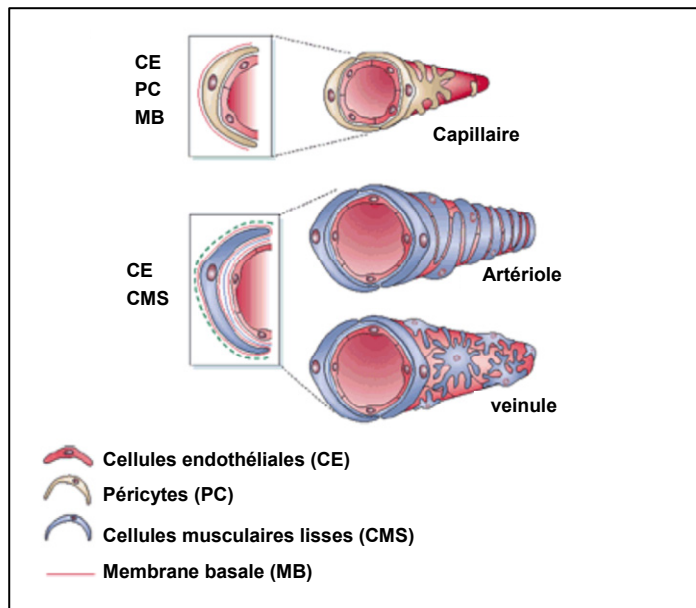 CE
PC
MB
Capillaire
CE
CMS
Artériole
veinule
Cellules endothéliales (CE)
Péricytes (PC)
Cellules musculaires lisses (CMS)
Membrane basale (MB)